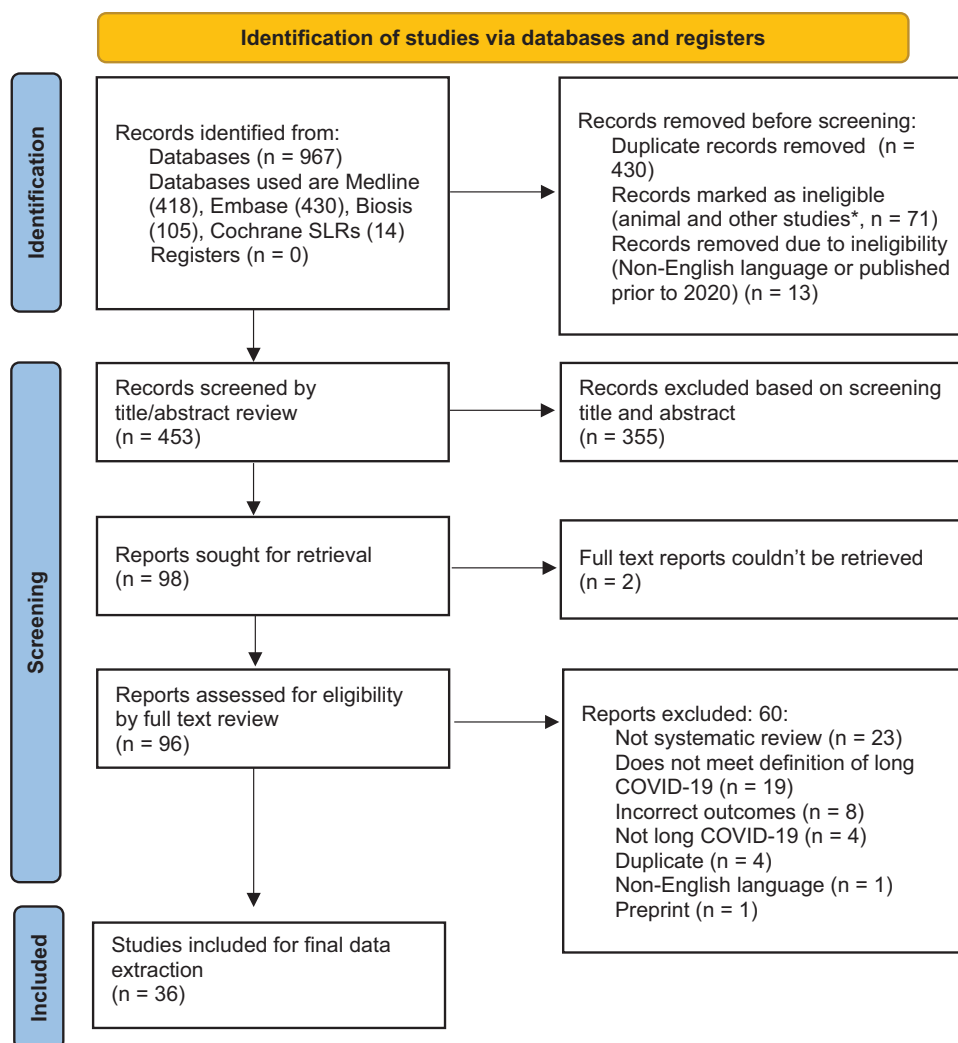 Identification of studies via databases and registers
Identification
Records identified from:
Databases (n = 967)
Databases used are Medline
(418), Embase (430), Biosis
(105), Cochrane SLRs (14)
Registers (n = 0)
Records removed before screening:
Duplicate records removed (n =
430)
Records marked as ineligible
(animal and other studies*, n = 71)
Records removed due to ineligibility
(Non-English language or published
prior to 2020) (n = 13)
Screening
Records screened by
title/abstract review
(n = 453)
Records excluded based on screening
title and abstract
(n = 355)
Reports sought for retrieval
(n = 98)
Full text reports couldn’t be retrieved
(n = 2)
Reports assessed for eligibility
by full text review
(n = 96)
Reports excluded: 60:
Not systematic review (n = 23)
Does not meet definition of long
COVID-19 (n = 19)
Incorrect outcomes (n = 8)
Not long COVID-19 (n = 4)
Duplicate (n = 4)
Non-English language (n = 1)
Preprint (n = 1)
Included
Studies included for final data
extraction
(n = 36)